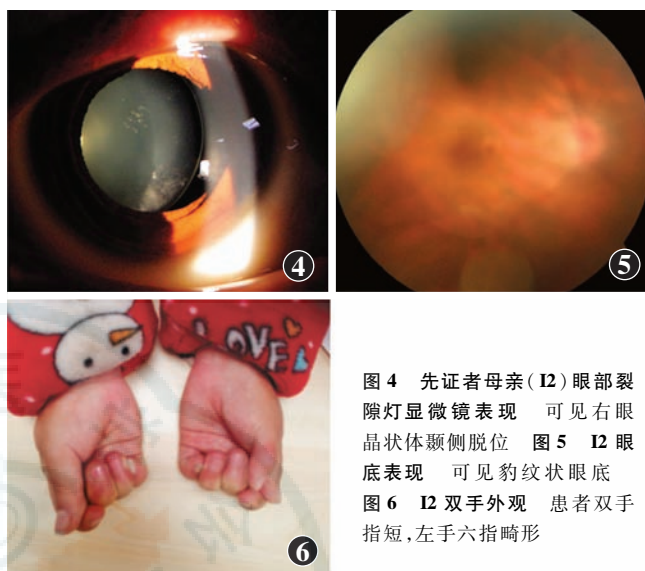 ④
⑤
LOVE
⑥
图 4 先证者母亲(I2)眼部裂
隙灯显微镜表现 可见右眼
晶状体颞侧脱位 图 5 I2 眼
底表现 可见豹纹状眼底
图 6 I2 双手外观 患者双手
指短,左手六指畸形